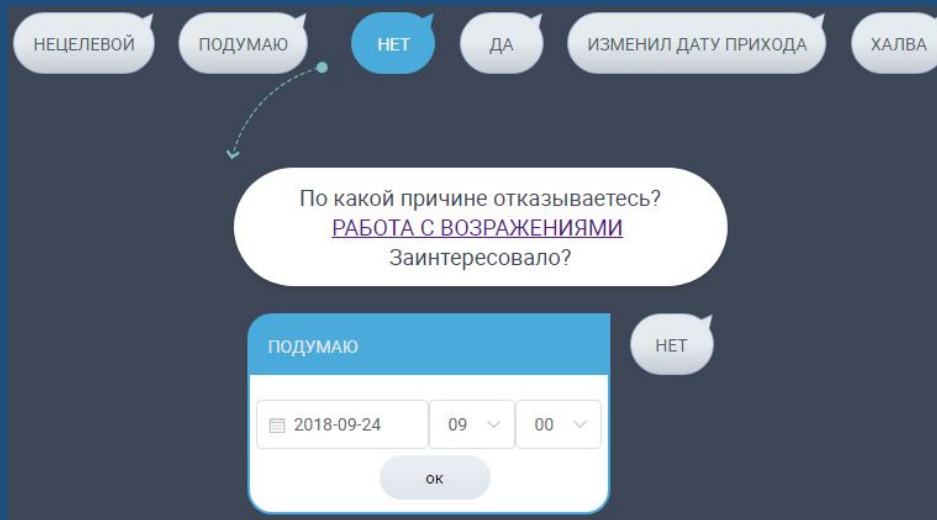 НЕЦЕЛЕВОЙ ПОДУМАЮ НЕТ ДА ИЗМЕНИЛ ДАТУ ПРИХОДА ХАЛВА
По какой причине отказываетесь?
РАБОТА С ВОЗРАЖЕНИЯМИ
Заинтересовало?
ПОДУМАЮ НЕТ
2018-09-24 09 00
ок